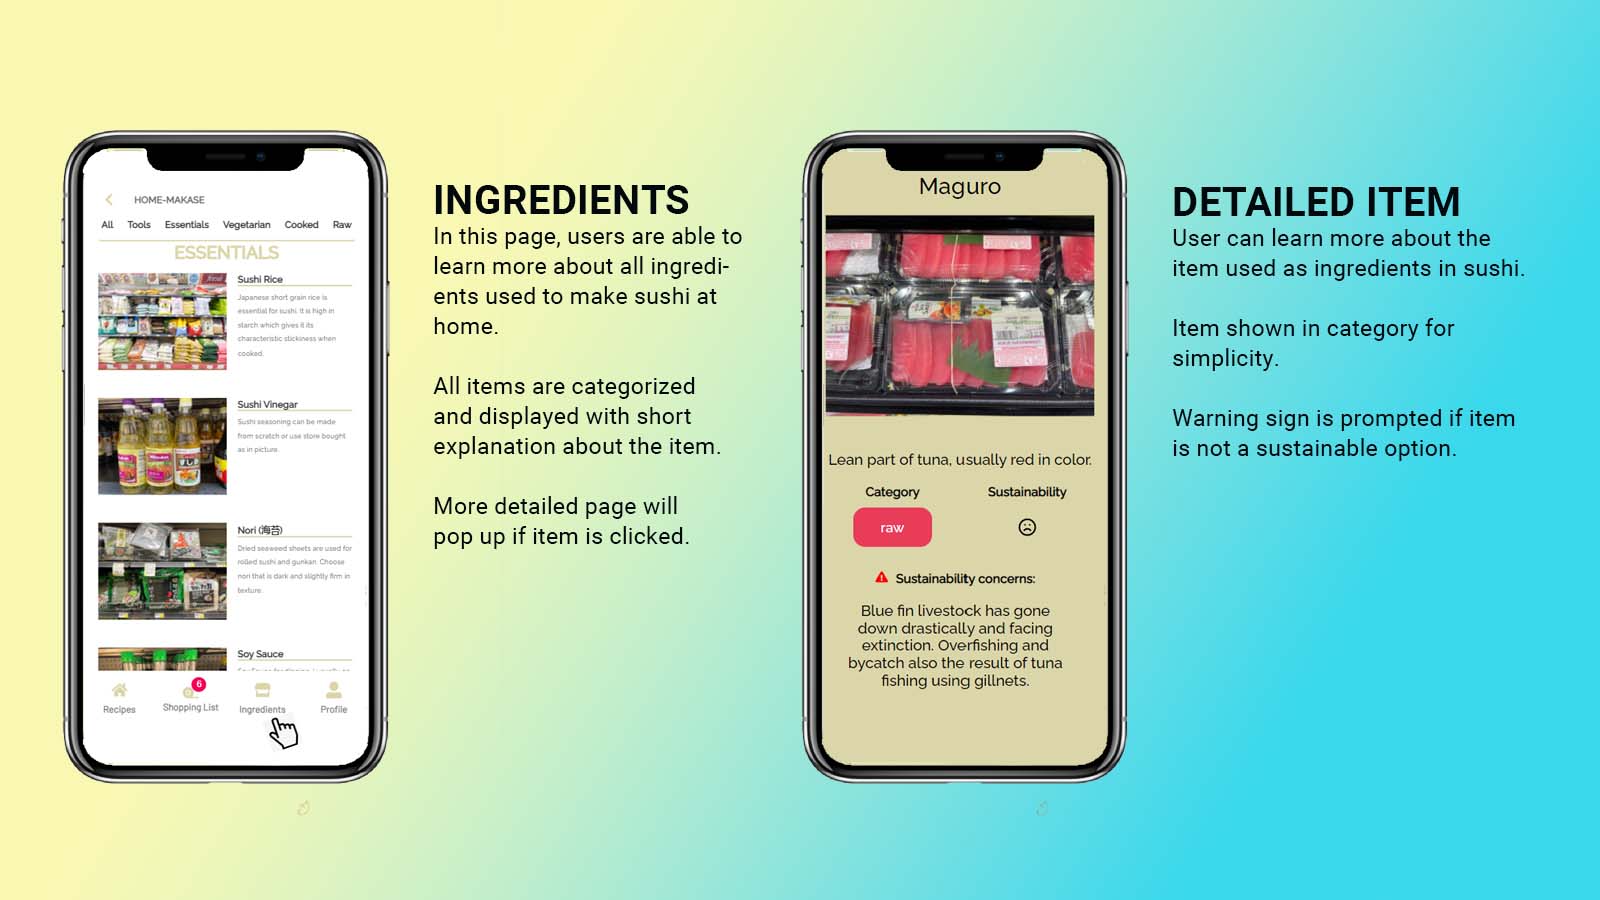 HOME-MAKASE
All Tools Essentials Vegetarian Cooked Raw
ESSENTIALS
Sushi Rice
Japanese short grain rice is
essential for sushi. It is high in
starch which gives it its
characteristic stickiness when
cooked.
Sushi Vinegar
Sushi seasoning can be made
from scratch or use store bought
as in picture.
Nori (海苔)
Dried seaweed sheets are used for
rolled sushi and gunkan. Choose
nori that is dark and slightly firm in
texture.
Soy Sauce
6
Recipes Shopping List Ingredients Profile
INGREDIENTS
In this page, users are able to
learn more about all ingredi-
ents used to make sushi at
home.
All items are categorized
and displayed with short
explanation about the item.
More detailed page will
pop up if item is clicked.
Maguro
Lean part of tuna, usually red in color.
Category Sustainability
raw
Sustainability concerns:
Blue fin livestock has gone
down drastically and facing
extinction. Overfishing and
bycatch also the result of tuna
fishing using gillnets.
DETAILED ITEM
User can learn more about the
item used as ingredients in sushi.
Item shown in category for
simplicity.
Warning sign is prompted if item
is not a sustainable option.